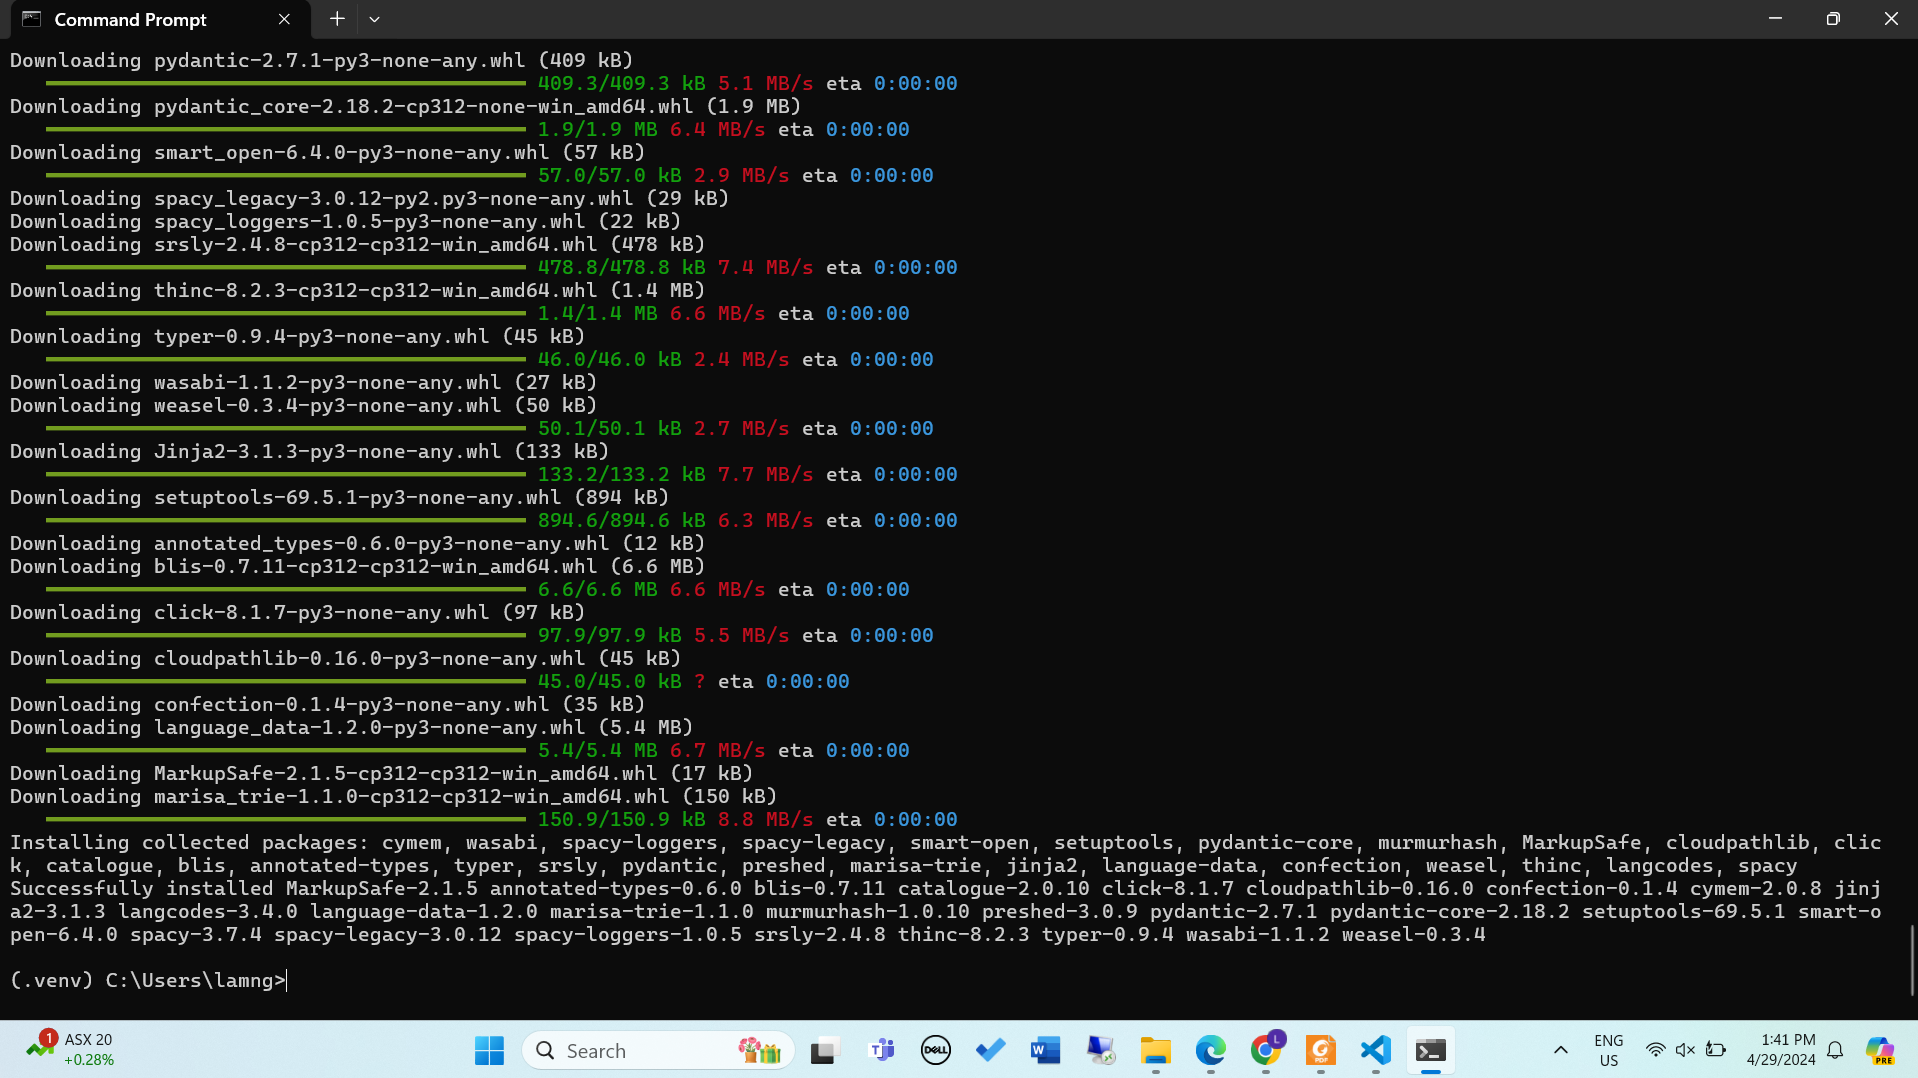 Command Prompt
Downloading pydantic-2.7.1-py3-none-any.whl (409 kB)
409.3/409.3 kB 5.1 MB/s eta 0:00:00
Downloading pydantic_core-2.18.2-cp312-none-win_amd64.whl (1.9 MB)
1.9/1.9 MB 6.4 MB/s eta 0:00:00
Downloading smart_open-6.4.0-py3-none-any.whl (57 kB)
57.0/57.0 kB 2.9 MB/s eta 0:00:00
Downloading spacy_legacy-3.0.12-py2.py3-none-any.whl (29 kB)
Downloading spacy_loggers-1.0.5-py3-none-any.whl (22 kB)
Downloading srsly-2.4.8-cp312-cp312-win_amd64.whl (478 kB)
478.8/478.8 kB 7.4 MB/s eta 0:00:00
Downloading thinc-8.2.3-cp312-cp312-win_amd64.whl (1.4 MB)
1.4/1.4 MB 6.6 MB/s eta 0:00:00
Downloading typer-0.9.4-py3-none-any.whl (45 kB)
46.0/46.0 kB 2.4 MB/s eta 0:00:00
Downloading wasabi-1.1.2-py3-none-any.whl (27 kB)
Downloading weasel-0.3.4-py3-none-any.whl (50 kB)
50.1/50.1 kB 2.7 MB/s eta 0:00:00
Downloading Jinja2-3.1.3-py3-none-any.whl (133 kB)
133.2/133.2 kB 7.7 MB/s eta 0:00:00
Downloading setuptools-69.5.1-py3-none-any.whl (894 kB)
894.6/894.6 kB 6.3 MB/s eta 0:00:00
Downloading annotated_types-0.6.0-py3-none-any.whl (12 kB)
Downloading blis-0.7.11-cp312-cp312-win_amd64.whl (6.6 MB)
6.6/6.6 MB 6.6 MB/s eta 0:00:00
Downloading click-8.1.7-py3-none-any.whl (97 kB)
97.9/97.9 kB 5.5 MB/s eta 0:00:00
Downloading cloudpathlib-0.16.0-py3-none-any.whl (45 kB)
45.0/45.0 kB ? eta 0:00:00
Downloading confection-0.1.4-py3-none-any.whl (35 kB)
Downloading language_data-1.2.0-py3-none-any.whl (5.4 MB)
5.4/5.4 MB 6.7 MB/s eta 0:00:00
Downloading MarkupSafe-2.1.5-cp312-cp312-win_amd64.whl (17 kB)
Downloading marisa_trie-1.1.0-cp312-cp312-win_amd64.whl (150 kB)
150.9/150.9 kB 8.8 MB/s eta 0:00:00
Installing collected packages: cymem, wasabi, spacy-loggers, spacy-legacy, smart-open, setuptools, pydantic-core, murmurhash, MarkupSafe, cloudpathlib, clic
k, catalogue, blis, annotated-types, typer, srsly, pydantic, preshed, marisa-trie, jinja2, language-data, confection, weasel, thinc, langcodes, spacy
Successfully installed MarkupSafe-2.1.5 annotated-types-0.6.0 blis-0.7.11 catalogue-2.0.10 click-8.1.7 cloudpathlib-0.16.0 confection-0.1.4 cymem-2.0.8 jinj
a2-3.1.3 langcodes-3.4.0 language-data-1.2.0 marisa-trie-1.1.0 murmurhash-1.0.10 preshed-3.0.9 pydantic-2.7.1 pydantic-core-2.18.2 setuptools-69.5.1 smart-o
pen-6.4.0 spacy-3.7.4 spacy-legacy-3.0.12 spacy-loggers-1.0.5 srsly-2.4.8 thinc-8.2.3 typer-0.9.4 wasabi-1.1.2 weasel-0.3.4
(.venv) C:\Users\lamng>
1
ASX 20
+0.28%
Search
T
DELL
W
L
PDF
ENG
US
1:41 PM
4/29/2024
PRE